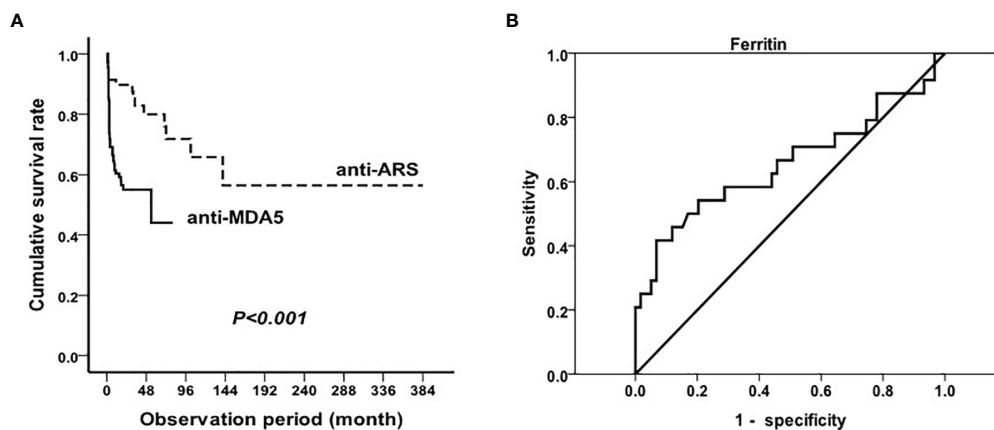 A
Cumulative survival rate
1.0
0.8
0.6
0.4
0.2
0.0
anti-ARS
anti-MDA5
P<0.001
0 48 96 144 192 240 288 336 384
Observation period (month)
B
Ferritin
Sensitivity
1.0
0.8
0.6
0.4
0.2
0.0
0.0 0.2 0.4 0.6 0.8 1.0
1 - specificity